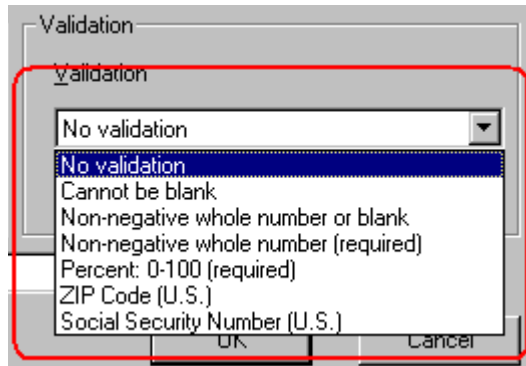 Validation
Validation
No validation
No validation
Cannot be blank
Non-negative whole number or blank
Non-negative whole number (required)
Percent: 0-100 (required)
ZIP Code (U.S.)
Social Security Number (U.S.)
OK
Cancel